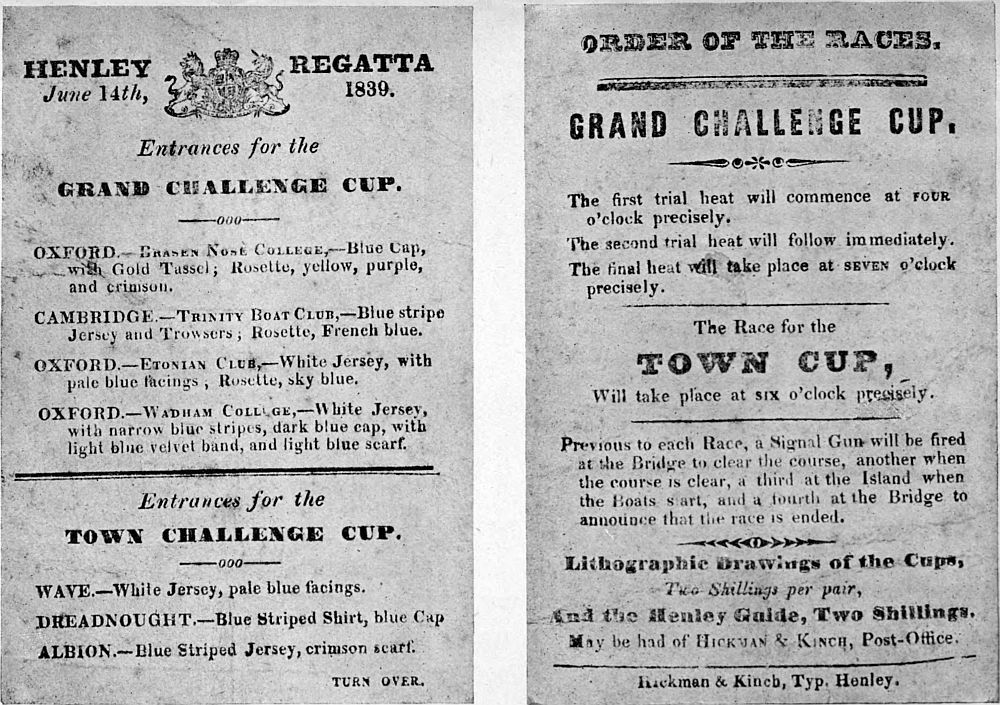 HENLEY REGATTA
June 14th, 1839.
Entrances for the
GRAND CHALLENGE CUP.
ooo
OXFORD.—BRASEN NOSE COLLEGE,—Blue Cap,
with Gold Tassel; Rosette, yellow, purple,
and crimson.
CAMBRIDGE.—TRINITY BOAT CLUB,—Blue stripe
Jersey and Trowsers; Rosette, French blue.
OXFORD.—ETONIAN CLUB,—White Jersey, with
pale blue facings, Rosette, sky blue.
OXFORD.—WADHAM COLLEGE,—White Jersey,
with narrow blue stripes, dark blue cap, with
light blue velvet band, and light blue scarf.
Entrances for the
TOWN CHALLENGE CUP.
ooo
WAVE.—White Jersey, pale blue facings.
DREADNOUGHT.—Blue Striped Shirt, blue Cap
ALBION.—Blue Striped Jersey, crimson scarf.
TURN OVER.
ORDER OF THE RACES.
GRAND CHALLENGE CUP.
The first trial heat will commence at FOUR
o'clock precisely.
The second trial heat will follow immediately.
The final heat will take place at SEVEN o'clock
precisely.
The Race for the
TOWN CUP,
Will take place at SIX o'clock precisely.
Previous to each Race, a Signal Gun will be fired
at the Bridge to clear the course, another when
the course is clear, a third at the Island when
the Boats start, and a fourth at the Bridge to
announce that the race is ended.
Lithographic Drawings of the Cups,
Two Shillings per pair,
And the Henley Guide, Two Shillings.
May be had of HICKMAN & KINCH, Post-Office.
Hickman & Kinch, Typ. Henley.